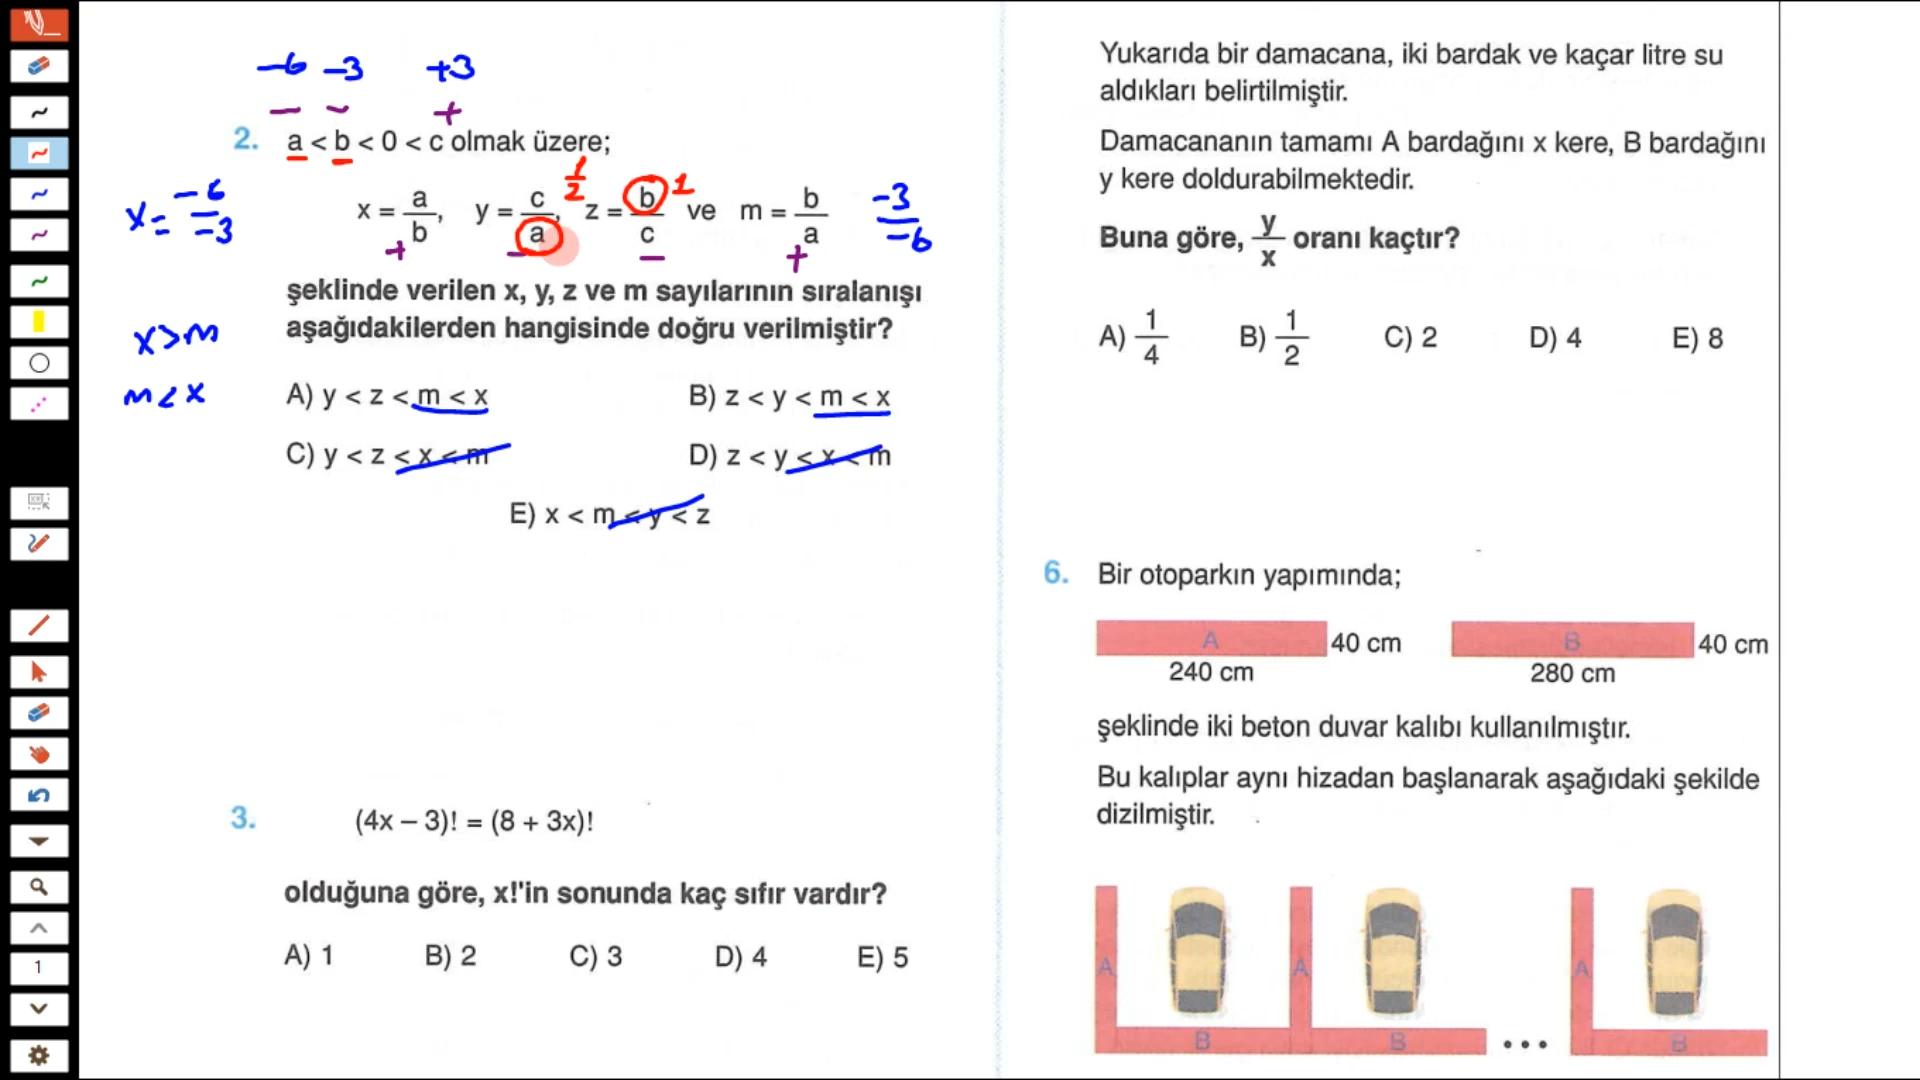 -6 -3 +3
- - +
2. a < b < 0 < c olmak üzere;
x = a/b, y = c/a, z = b/c ve m = b/a
1/2 1
+ - - +
x = -6/-3
-3/-6
şeklinde verilen x, y, z ve m sayılarının sıralanışı
aşağıdakilerden hangisinde doğru verilmiştir?
x > m
m < x
A) y < z < m < x B) z < y < m < x
C) y < z < x < m D) z < y < x < m
E) x < m < y < z
3. (4x – 3)! = (8 + 3x)!
olduğuna göre, x!'in sonunda kaç sıfır vardır?
A) 1 B) 2 C) 3 D) 4 E) 5
Yukarıda bir damacana, iki bardak ve kaçar litre su
aldıkları belirtilmiştir.
Damacananın tamamı A bardağını x kere, B bardağını
y kere doldurabilmektedir.
Buna göre, y/x oranı kaçtır?
A) 1/4 B) 1/2 C) 2 D) 4 E) 8
6. Bir otoparkın yapımında;
A 40 cm B 40 cm
240 cm 280 cm
şeklinde iki beton duvar kalıbı kullanılmıştır.
Bu kalıplar aynı hizadan başlanarak aşağıdaki şekilde
dizilmiştir.
A A A
B B ... B
1